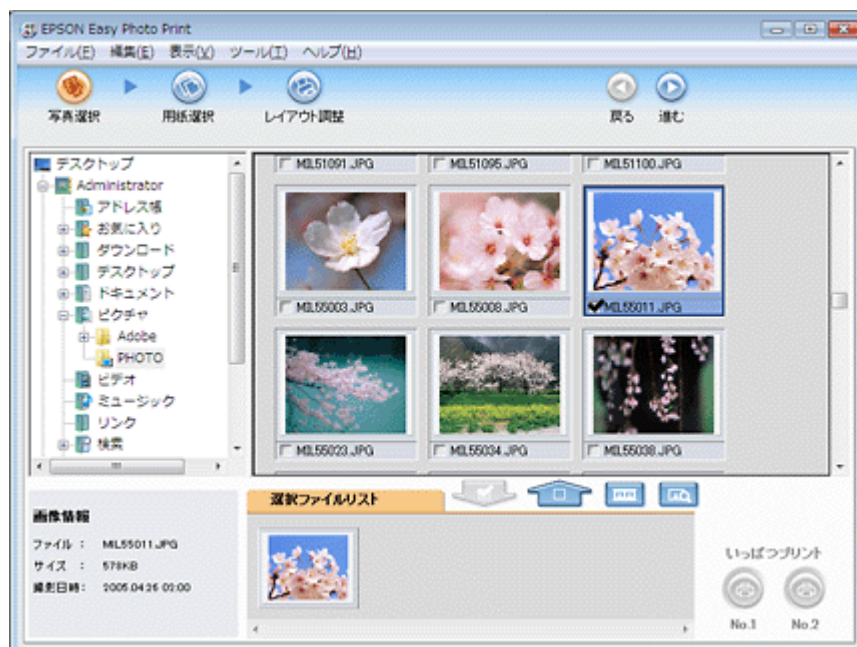 EPSON Easy Photo Print
ファイル(F) 編集(E) 表示(V) ツール(T) ヘルプ(H)
写真選択 用紙選択 レイアウト調整 戻る 進む
デスクトップ
Administrator
アドレス帳
お気に入り
ダウンロード
デスクトップ
ドキュメント
ピクチャ
Adobe
PHOTO
ビデオ
ミュージック
リンク
検索
MIL51091.JPG MIL51095.JPG MIL51100.JPG
MIL55003.JPG MIL55008.JPG MIL55011.JPG
MIL55023.JPG MIL55034.JPG MIL55038.JPG
選択ファイルリスト
画像情報
ファイル : MIL55011.JPG
サイズ : 578KB
撮影日時: 2005.04.26 02:00
いっぱつプリント
No.1 No.2